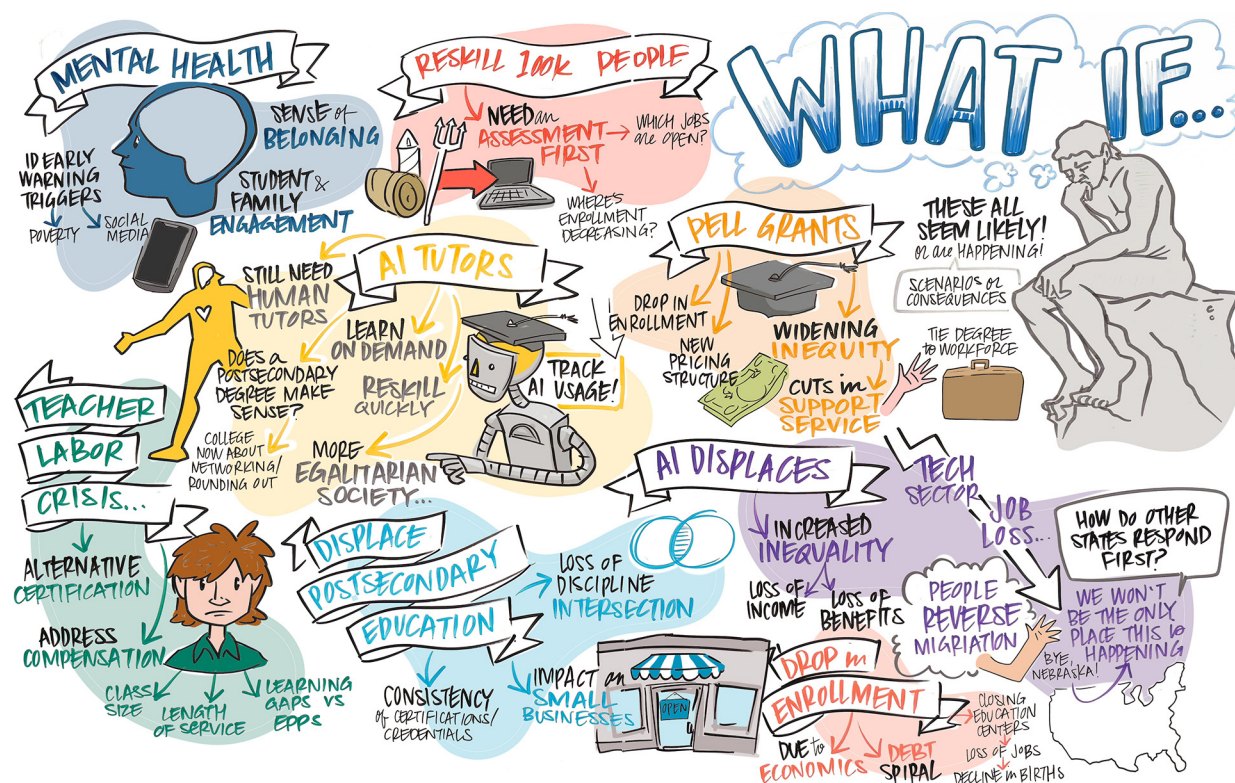 MENTAL HEALTH
SENSE of
BELONGING
ID EARLY
WARNING
TRIGGERS
POVERTY
SOCIAL
MEDIA
STUDENT &
FAMILY
ENGAGEMENT
RESKILL 100K PEOPLE
NEED an
ASSESSMENT
FIRST
WHICH JOBS
are OPEN?
WHERE'S
ENROLLMENT
DECREASING?
WHAT IF...
THESE ALL
SEEM LIKELY!
OR are HAPPENING!
SCENARIOS or
CONSEQUENCES
TIE DEGREE
to WORKFORCE
PELL GRANTS
DROP IN
ENROLLMENT
NEW
PRICING
STRUCTURE
WIDENING
INEQUITY
CUTS in
SUPPORT
SERVICE
AI TUTORS
STILL NEED
HUMAN
TUTORS
LEARN
ON DEMAND
DOES a
POSTSECONDARY
DEGREE MAKE
SENSE?
COLLEGE
NOW ABOUT
NETWORKING/
ROUNDING OUT
RESKILL
QUICKLY
MORE
EGALITARIAN
SOCIETY...
TRACK
AI USAGE!
TEACHER
LABOR
CRISIS...
ALTERNATIVE
CERTIFICATION
ADDRESS
COMPENSATION
CLASS
SIZE
LENGTH
OF SERVICE
LEARNING
GAPS VS
EPPS
DISPLACE
POSTSECONDARY
EDUCATION
LOSS OF
DISCIPLINE
INTERSECTION
CONSISTENCY
of CERTIFICATIONS/
CREDENTIALS
IMPACT on
SMALL
BUSINESSES
OPEN
AI DISPLACES
INCREASED
INEQUALITY
LOSS of
INCOME
LOSS of
BENEFITS
TECH
SECTOR
JOB
LOSS...
PEOPLE
REVERSE
MIGRATION
BYE,
NEBRASKA!
HOW DO OTHER
STATES RESPOND
FIRST?
WE WON'T
BE THE ONLY
PLACE THIS is
HAPPENING
DROP in
ENROLLMENT
DUE to
ECONOMICS
DEBT
SPIRAL
CLOSING
EDUCATION
CENTERS
LOSS of JOBS
DECLINE in BIRTHS